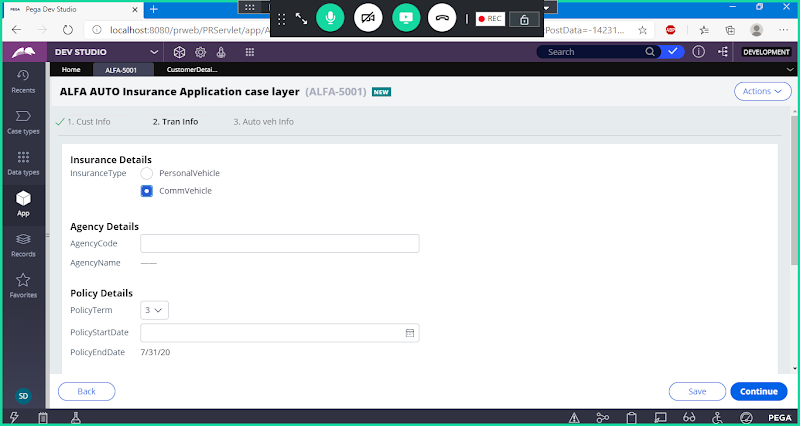 PEGA Pega Dev Studio
localhost:8080/prweb/PRServlet/app/A
PostData=-14231...
REC
DEV STUDIO
Search
DEVELOPMENT
Home
ALFA-5001
CustomerDetai...
Recents
Case types
Data types
App
Records
Favorites
SD
ALFA AUTO Insurance Application case layer (ALFA-5001) NEW
Actions
1. Cust Info
2. Tran Info
3. Auto veh Info
Insurance Details
InsuranceType
PersonalVehicle
CommVehicle
Agency Details
AgencyCode
AgencyName ——
Policy Details
PolicyTerm 3
PolicyStartDate
PolicyEndDate 7/31/20
Back
Save
Continue
PEGA